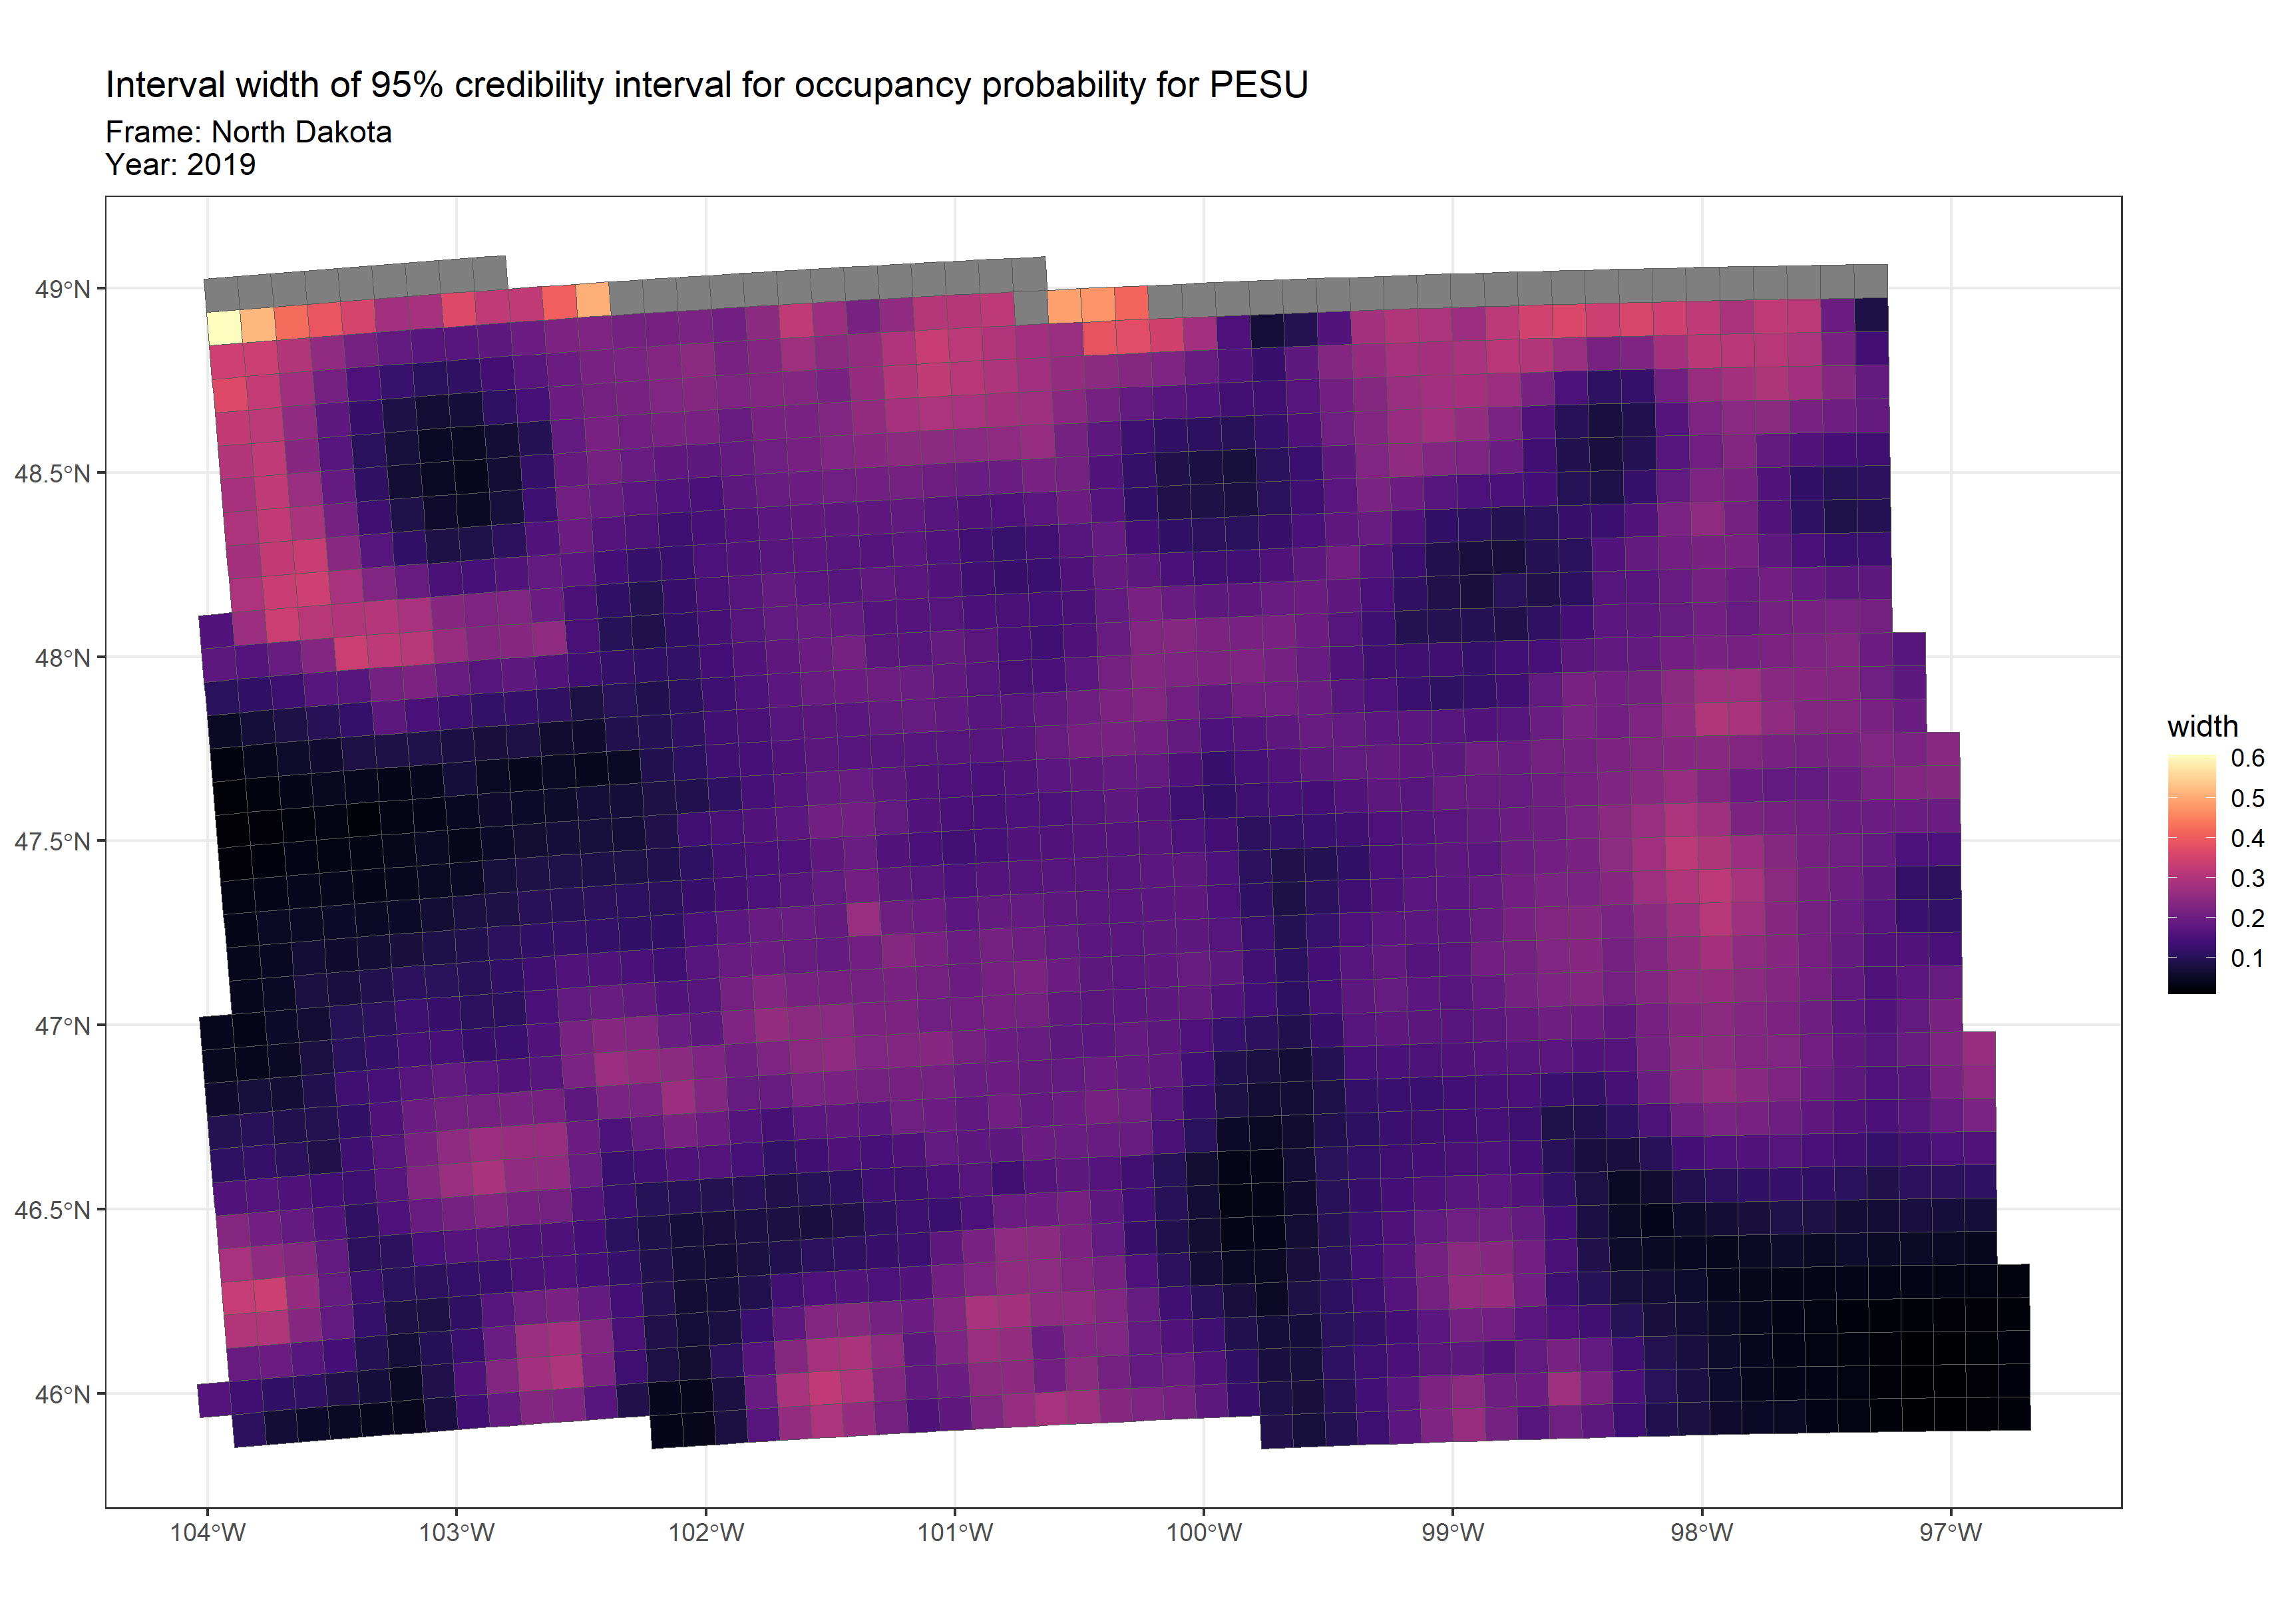 Interval width of 95% credibility interval for occupancy probability for PESU
Frame: North Dakota
Year: 2019
49°N
48.5°N
48°N
47.5°N
47°N
46.5°N
46°N
104°W
103°W
102°W
101°W
100°W
99°W
98°W
97°W
width
0.6
0.5
0.4
0.3
0.2
0.1